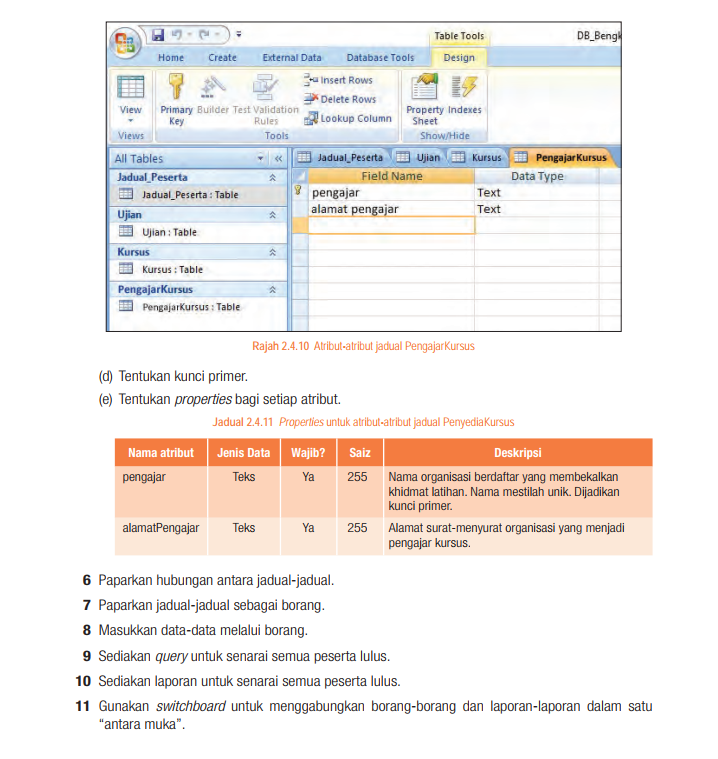 Table Tools DB_Bengk
Home Create External Data Database Tools Design
View Primary Key Builder Test Validation Rules Insert Rows Delete Rows Lookup Column Property Sheet Indexes
Views Tools Show/Hide
All Tables « Jadual_Peserta Ujian Kursus PengajarKursus
Jadual_Peserta Field Name Data Type
Jadual_Peserta : Table pengajar Text
Ujian alamat pengajar Text
Ujian : Table
Kursus
Kursus : Table
PengajarKursus
PengajarKursus : Table
Rajah 2.4.10 Atribut-atribut jadual PengajarKursus
(d) Tentukan kunci primer.
(e) Tentukan properties bagi setiap atribut.
Jadual 2.4.11 Properties untuk atribut-atribut jadual PenyediaKursus
Nama atribut Jenis Data Wajib? Saiz Deskripsi
pengajar Teks Ya 255 Nama organisasi berdaftar yang membekalkan
khidmat latihan. Nama mestilah unik. Dijadikan
kunci primer.
alamatPengajar Teks Ya 255 Alamat surat-menyurat organisasi yang menjadi
pengajar kursus.
6 Paparkan hubungan antara jadual-jadual.
7 Paparkan jadual-jadual sebagai borang.
8 Masukkan data-data melalui borang.
9 Sediakan query untuk senarai semua peserta lulus.
10 Sediakan laporan untuk senarai semua peserta lulus.
11 Gunakan switchboard untuk menggabungkan borang-borang dan laporan-laporan dalam satu
“antara muka”.